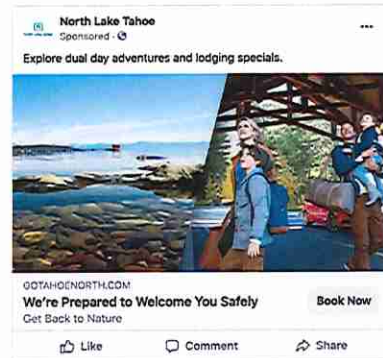 North Lake Tahoe
Sponsored ·
Explore dual day adventures and lodging specials.
GOTAHOENORTH.COM
We're Prepared to Welcome You Safely
Book Now
Get Back to Nature
Like Comment Share